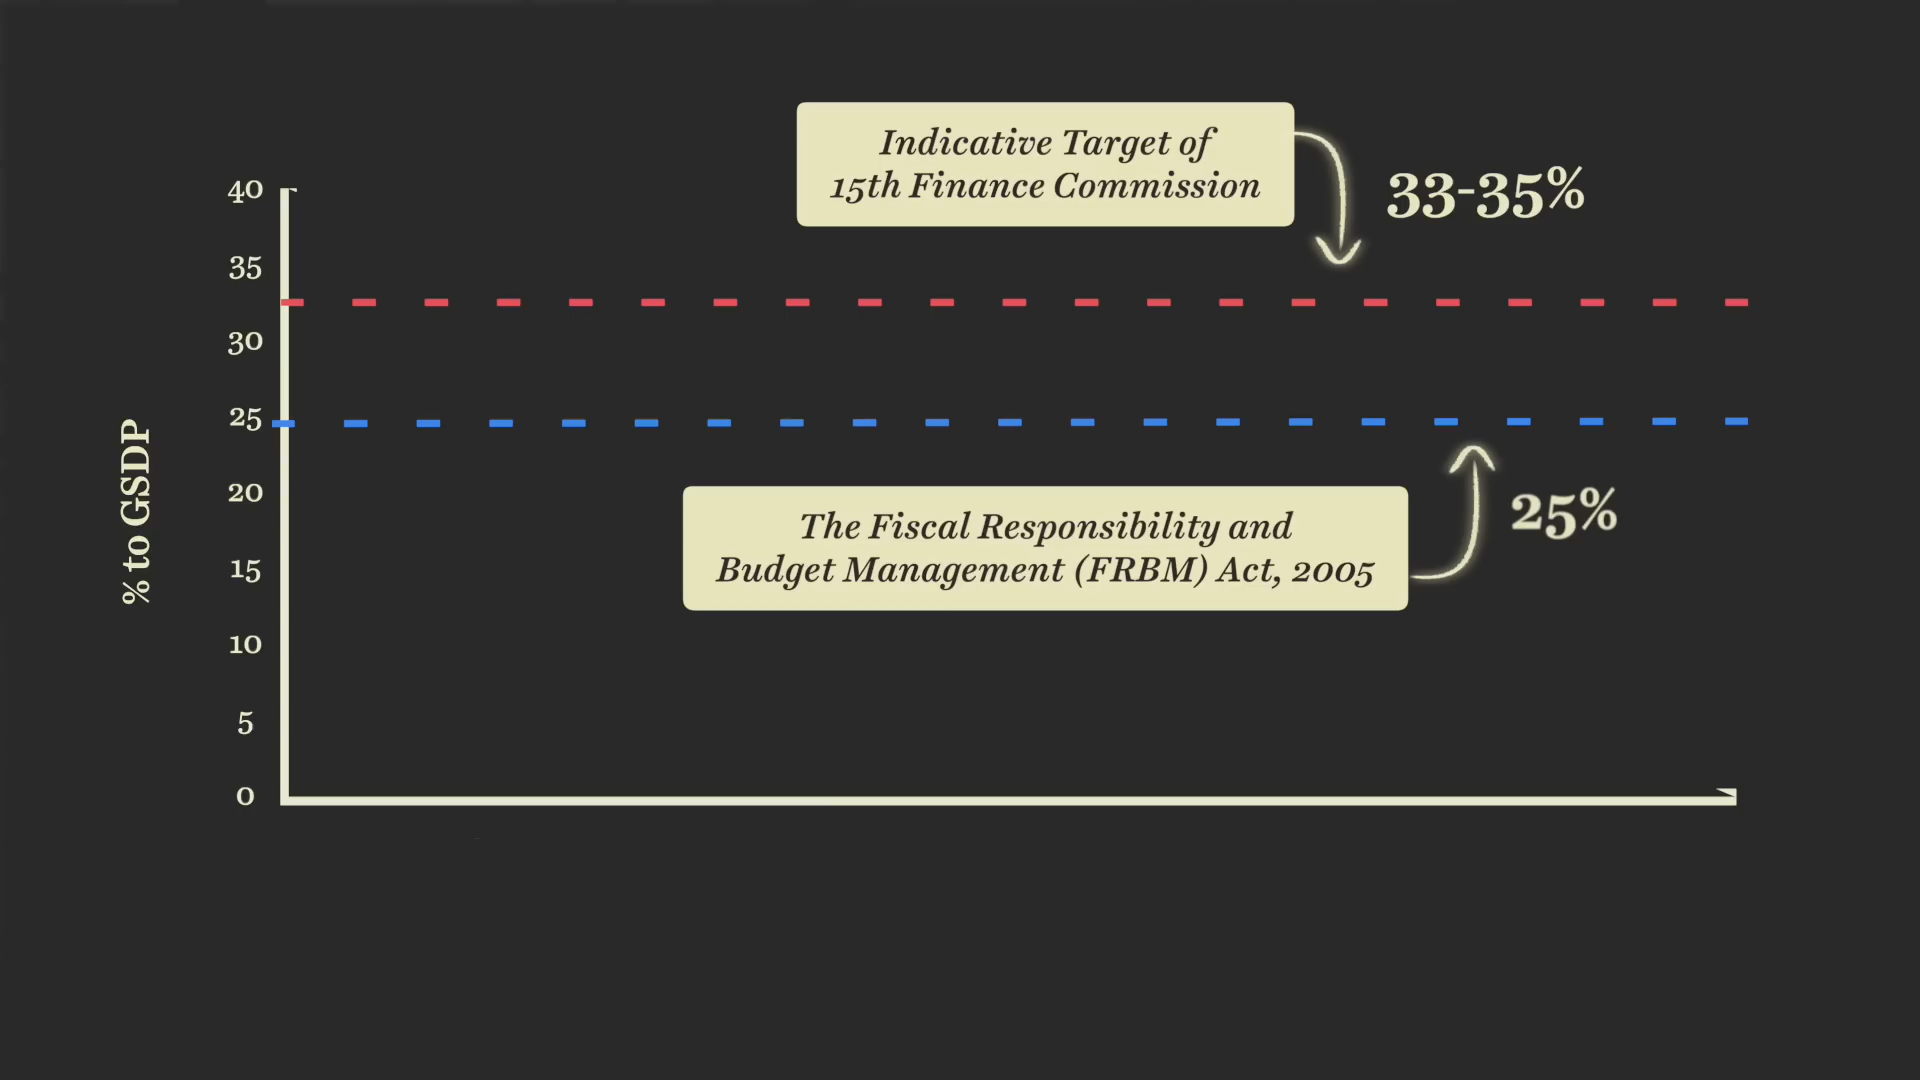 Indicative Target of
15th Finance Commission
33-35%
40
35
30
25
20
15
10
5
0
% to GSDP
The Fiscal Responsibility and
Budget Management (FRBM) Act, 2005
25%